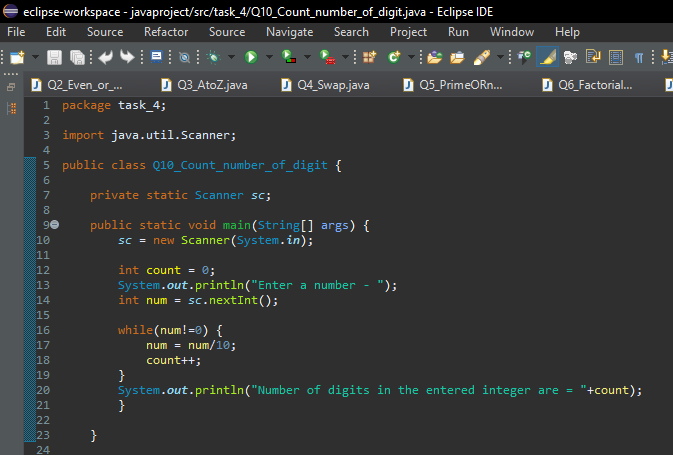 eclipse-workspace - javaproject/src/task_4/Q10_Count_number_of_digit.java - Eclipse IDE
File Edit Source Refactor Source Navigate Search Project Run Window Help
Q2_Even_or_... Q3_AtoZ.java Q4_Swap.java Q5_PrimeORn... Q6_Factorial...
1 package task_4;
2
3 import java.util.Scanner;
4
5 public class Q10_Count_number_of_digit {
6
7 private static Scanner sc;
8
9 public static void main(String[] args) {
10 sc = new Scanner(System.in);
11
12 int count = 0;
13 System.out.println("Enter a number - ");
14 int num = sc.nextInt();
15
16 while(num!=0) {
17 num = num/10;
18 count++;
19 }
20 System.out.println("Number of digits in the entered integer are = "+count);
21 }
22
23 }
24